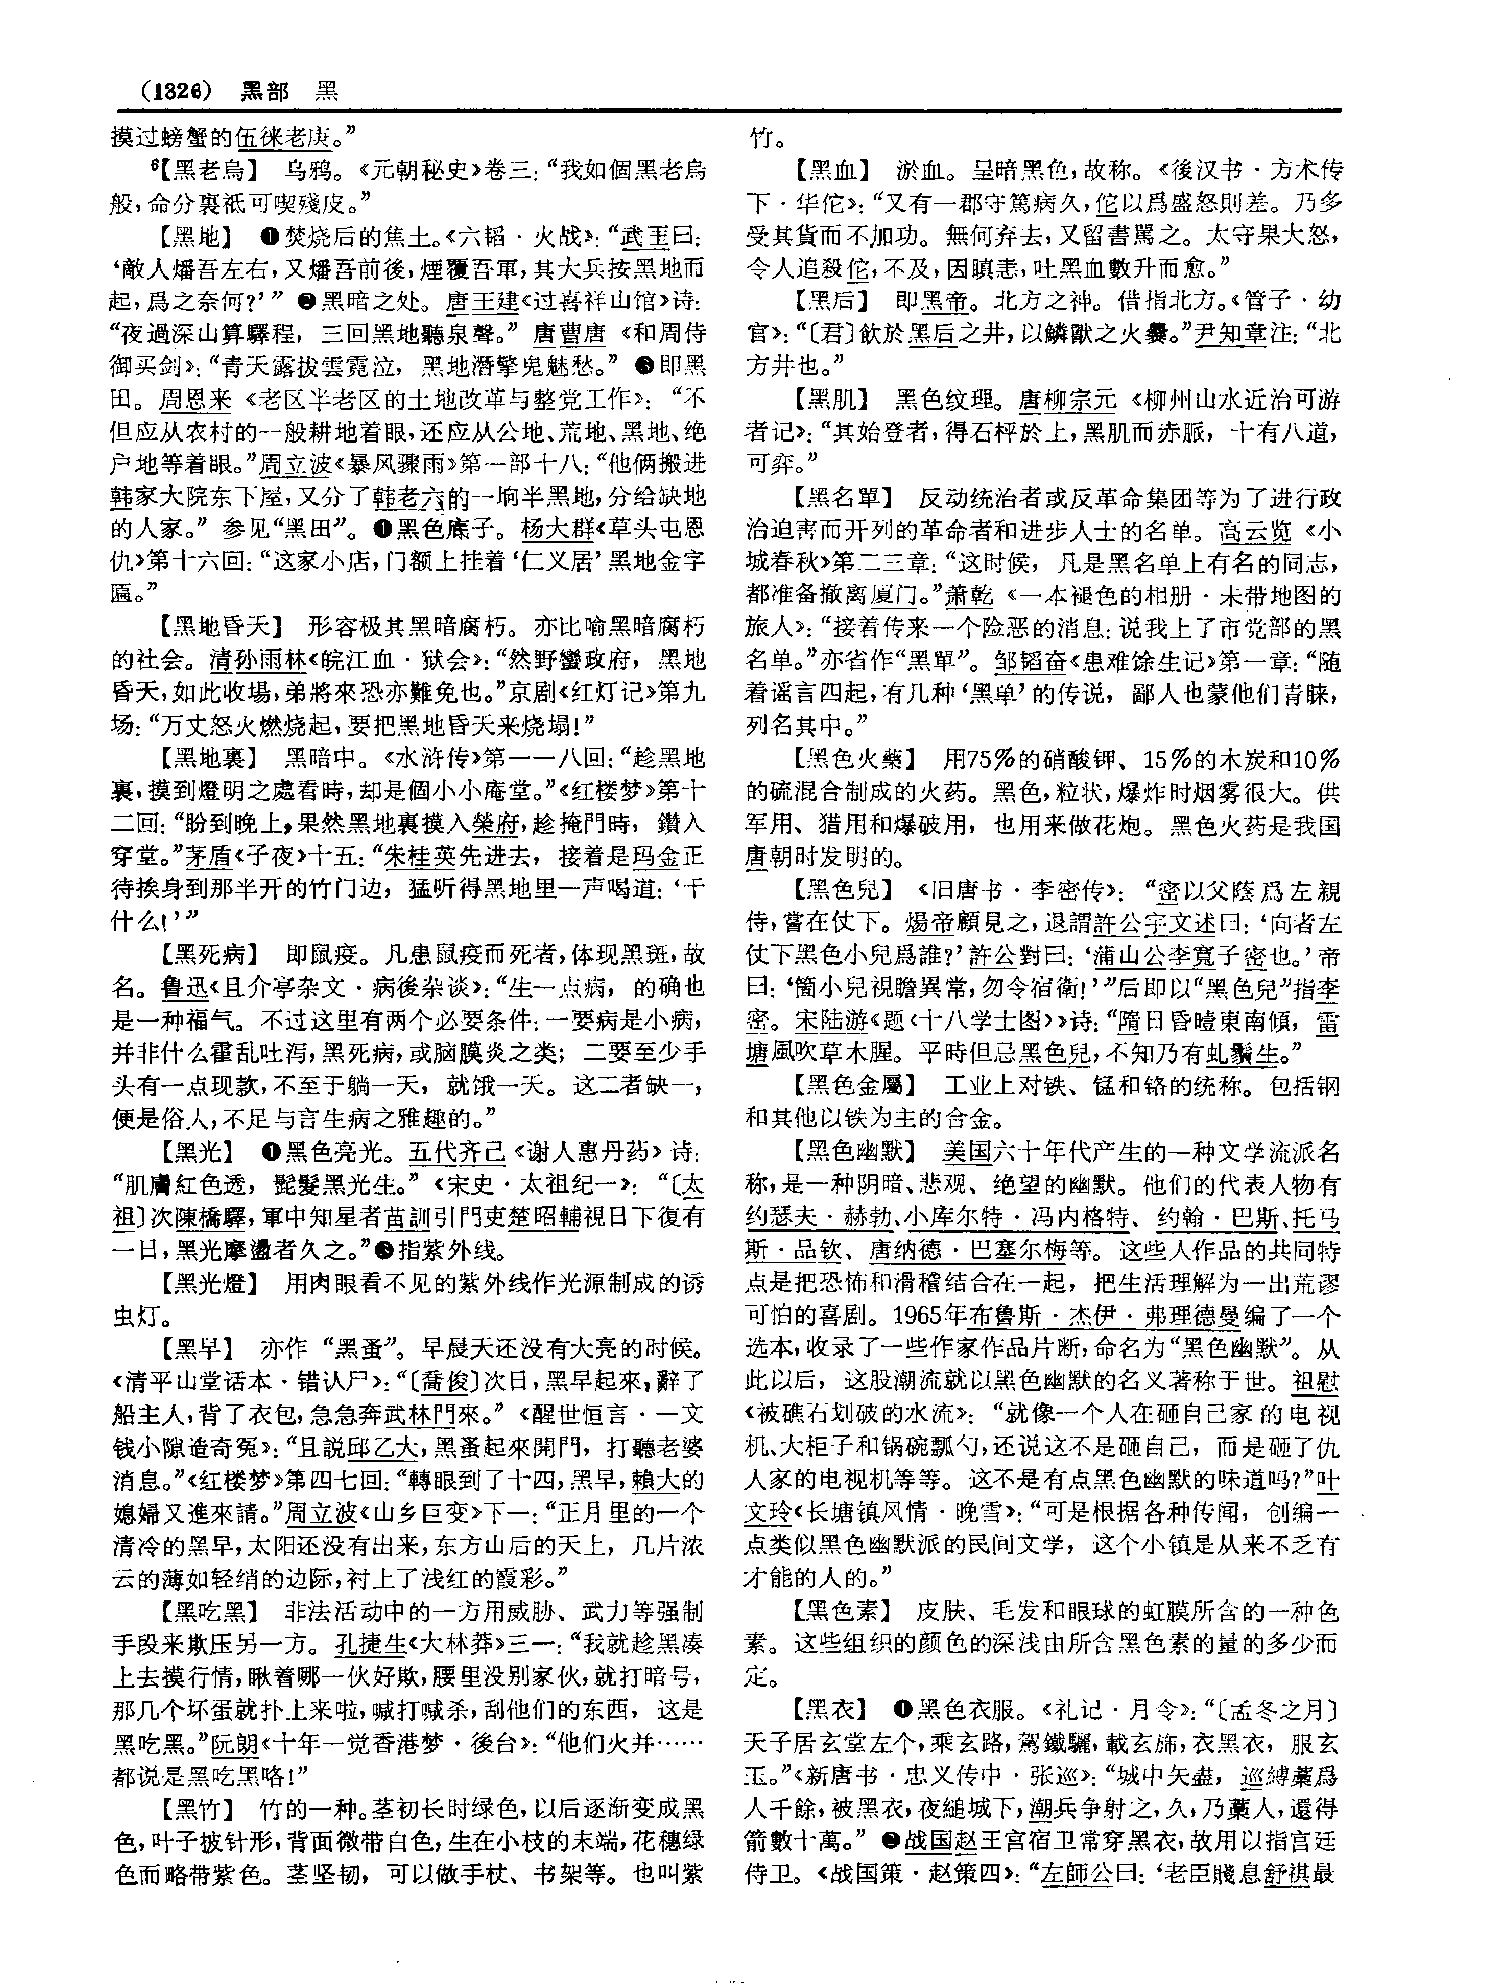 （1326） 黑部 黑
摸过螃蟹的伍徕老庚。”
⁶【黑老烏】 乌鸦。《元朝秘史》卷三：“我如個黑老烏
般，命分裏祇可喫殘皮。”
【黑地】 ❶焚烧后的焦土。《六韬·火战》：“武王曰：
‘敵人燔吾左右，又燔吾前後，煙覆吾軍，其大兵按黑地而
起，爲之奈何？’” ❷黑暗之处。唐王建《过喜祥山馆》诗：
“夜過深山算驛程，三回黑地聽泉聲。”唐曹唐《和周侍
御买剑》：“青天露拔雲霓泣，黑地潛擎鬼魅愁。” ❸即黑
田。周恩来《老区半老区的土地改革与整党工作》：“不
但应从农村的一般耕地着眼，还应从公地、荒地、黑地、绝
户地等着眼。”周立波《暴风骤雨》第一部十八：“他俩搬进
韩家大院东下屋，又分了韩老六的一垧半黑地，分给缺地
的人家。” 参见“黑田”。❹黑色底子。杨大群《草头屯恩
仇》第十六回：“这家小店，门额上挂着‘仁义居’黑地金字
匾。”
【黑地昏天】 形容极其黑暗腐朽。亦比喻黑暗腐朽
的社会。清孙雨林《皖江血·狱会》：“然野蠻政府，黑地
昏天，如此收場，弟將來恐亦難免也。”京剧《红灯记》第九
场：“万丈怒火燃烧起，要把黑地昏天来烧塌！”
【黑地裏】 黑暗中。《水浒传》第一一八回：“趁黑地
裏，摸到燈明之處看時，却是個小小庵堂。”《红楼梦》第十
二回：“盼到晚上，果然黑地裏摸入榮府，趁掩門時，鑽入
穿堂。”茅盾《子夜》十五：“朱桂英先进去，接着是玛金正
待挨身到那半开的竹门边，猛听得黑地里一声喝道：‘干
什么！’”
【黑死病】 即鼠疫。凡患鼠疫而死者，体现黑斑，故
名。鲁迅《且介亭杂文·病後杂谈》：“生一点病，的确也
是一种福气。不过这里有两个必要条件：一要病是小病，
并非什么霍乱吐泻，黑死病，或脑膜炎之类；二要至少手
头有一点现款，不至于躺一天，就饿一天。这二者缺一，
便是俗人，不足与言生病之雅趣的。”
【黑光】 ❶黑色亮光。五代齐己《谢人惠丹药》诗：
“肌膚紅色透，髭髮黑光生。”《宋史·太祖纪一》：“〔太
祖〕次陳橋驛，軍中知星者苗訓引門吏楚昭輔視日下復有
一日，黑光摩盪者久之。”❷指紫外线。
【黑光燈】 用肉眼看不见的紫外线作光源制成的诱
虫灯。
【黑早】 亦作“黑蚤”。早晨天还没有大亮的时候。
《清平山堂话本·错认尸》：“〔喬俊〕次日，黑早起來，辭了
船主人，背了衣包，急急奔武林門來。”《醒世恒言·一文
钱小隙造奇冤》：“且説邱乙大，黑蚤起來開門，打聽老婆
消息。”《红楼梦》第四七回：“轉眼到了十四，黑早，賴大的
媳婦又進來請。”周立波《山乡巨变》下一：“正月里的一个
清冷的黑早，太阳还没有出来，东方山后的天上，几片浓
云的薄如轻绡的边际，衬上了浅红的霞彩。”
【黑吃黑】 非法活动中的一方用威胁、武力等强制
手段来欺压另一方。孔捷生《大林莽》三一：“我就趁黑凑
上去摸行情，瞅着哪一伙好欺，腰里没别家伙，就打暗号，
那几个坏蛋就扑上来啦，喊打喊杀，刮他们的东西，这是
黑吃黑。”阮朗《十年一觉香港梦·後台》：“他们火并……
都说是黑吃黑咯！”
【黑竹】 竹的一种。茎初长时绿色，以后逐渐变成黑
色，叶子披针形，背面微带白色，生在小枝的末端，花穗绿
色而略带紫色。茎坚韧，可以做手杖、书架等。也叫紫
竹。
【黑血】 淤血。呈暗黑色，故称。《後汉书·方术传
下·华佗》：“又有一郡守篤病久，佗以爲盛怒則差。乃多
受其貨而不加功。無何弃去，又留書罵之。太守果大怒，
令人追殺佗，不及，因瞋恚，吐黑血數升而愈。”
【黑后】 即黑帝。北方之神。借指北方。《管子·幼
官》：“〔君〕飲於黑后之井，以鱗獸之火爨。”尹知章注：“北
方井也。”
【黑肌】 黑色纹理。唐柳宗元《柳州山水近治可游
者记》：“其始登者，得石枰於上，黑肌而赤脈，十有八道，
可弈。”
【黑名單】 反动统治者或反革命集团等为了进行政
治迫害而开列的革命者和进步人士的名单。高云览《小
城春秋》第二三章：“这时候，凡是黑名单上有名的同志，
都准备撤离厦门。”萧乾《一本褪色的相册·未带地图的
旅人》：“接着传来一个险恶的消息：说我上了市党部的黑
名单。”亦省作“黑單”。邹韬奋《患难馀生记》第一章：“随
着谣言四起，有几种‘黑单’的传说，鄙人也蒙他们青睐，
列名其中。”
【黑色火藥】 用75％的硝酸钾、15％的木炭和10％
的硫混合制成的火药。黑色，粒状，爆炸时烟雾很大。供
军用、猎用和爆破用，也用来做花炮。黑色火药是我国
唐朝时发明的。
【黑色兒】 《旧唐书·李密传》：“密以父蔭爲左親
侍，嘗在仗下。煬帝顧見之，退謂許公宇文述曰：‘向者左
仗下黑色小兒爲誰？’許公對曰：‘蒲山公李寬子密也。’帝
曰：‘箇小兒視瞻異常，勿令宿衛！’”后即以“黑色兒”指李
密。宋陆游《题〈十八学士图〉》诗：“隋日昏曀東南傾，雷
塘風吹草木腥。平時但忌黑色兒，不知乃有虬鬚生。”
【黑色金屬】 工业上对铁、锰和铬的统称。包括钢
和其他以铁为主的合金。
【黑色幽默】 美国六十年代产生的一种文学流派名
称，是一种阴暗、悲观、绝望的幽默。他们的代表人物有
约瑟夫·赫勃、小库尔特·冯内格特、约翰·巴斯、托马
斯·品钦、唐纳德·巴塞尔梅等。这些人作品的共同特
点是把恐怖和滑稽结合在一起，把生活理解为一出荒谬
可怕的喜剧。1965年布鲁斯·杰伊·弗理德曼编了一个
选本，收录了一些作家作品片断，命名为“黑色幽默”。从
此以后，这股潮流就以黑色幽默的名义著称于世。祖慰
《被礁石划破的水流》：“就像一个人在砸自己家的电视
机、大柜子和锅碗瓢勺，还说这不是砸自己，而是砸了仇
人家的电视机等等。这不是有点黑色幽默的味道吗？”叶
文玲《长塘镇风情·晚雪》：“可是根据各种传闻，创编一
点类似黑色幽默派的民间文学，这个小镇是从来不乏有
才能的人的。”
【黑色素】 皮肤、毛发和眼球的虹膜所含的一种色
素。这些组织的颜色的深浅由所含黑色素的量的多少而
定。
【黑衣】 ❶黑色衣服。《礼记·月令》：“〔孟冬之月〕
天子居玄堂左个，乘玄路，駕鐵驪，載玄旂，衣黑衣，服玄
玉。”《新唐书·忠义传中·张巡》：“城中矢盡，巡縛藁爲
人千餘，被黑衣，夜縋城下，潮兵争射之，久，乃藁人，還得
箭數十萬。” ❷战国赵王宫宿卫常穿黑衣，故用以指宫廷
侍卫。《战国策·赵策四》：“左師公曰：‘老臣賤息舒祺最